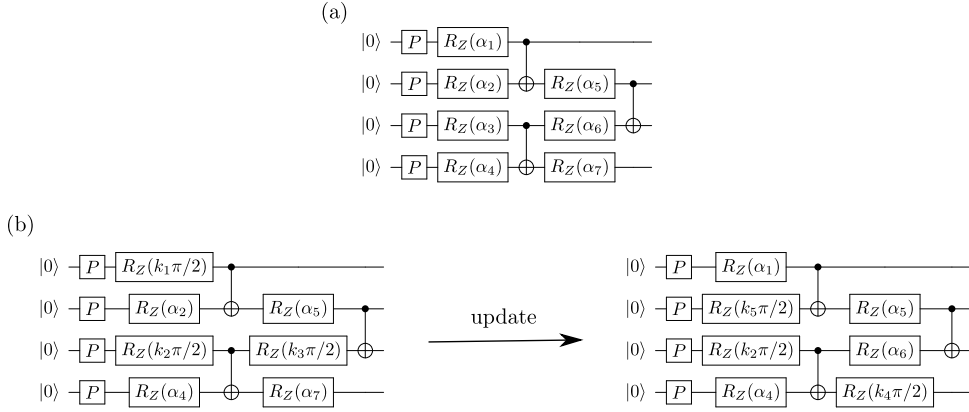 (a)
|0⟩ P R_Z(α_1)
|0⟩ P R_Z(α_2) R_Z(α_5)
|0⟩ P R_Z(α_3) R_Z(α_6)
|0⟩ P R_Z(α_4) R_Z(α_7)
(b)
|0⟩ P R_Z(k_1π/2)
|0⟩ P R_Z(α_2) R_Z(α_5)
|0⟩ P R_Z(k_2π/2) R_Z(k_3π/2)
|0⟩ P R_Z(α_4) R_Z(α_7)
update
|0⟩ P R_Z(α_1)
|0⟩ P R_Z(k_5π/2) R_Z(α_5)
|0⟩ P R_Z(k_2π/2) R_Z(α_6)
|0⟩ P R_Z(α_4) R_Z(k_4π/2)